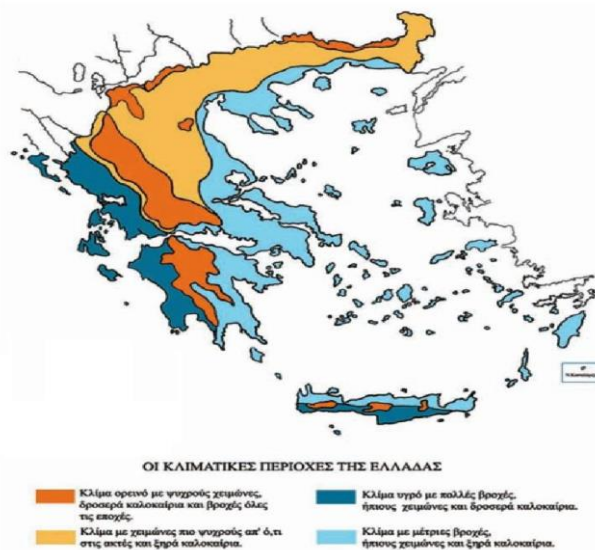 ΟΙ ΚΛΙΜΑΤΙΚΕΣ ΠΕΡΙΟΧΕΣ ΤΗΣ ΕΛΛΑΔΑΣ
Κλίμα ορεινό με ψυχρούς χειμώνες,
δροσερά καλοκαίρια και βροχές όλες
τις εποχές.
Κλίμα με χειμώνες πιο ψυχρούς απ' ό,τι
στις ακτές και ξηρά καλοκαίρια.
Κλίμα υγρό με πολλές βροχές,
ήπιους χειμώνες και δροσερά καλοκαίρια.
Κλίμα με μέτριες βροχές,
ήπιους χειμώνες και ξηρά καλοκαίρια.